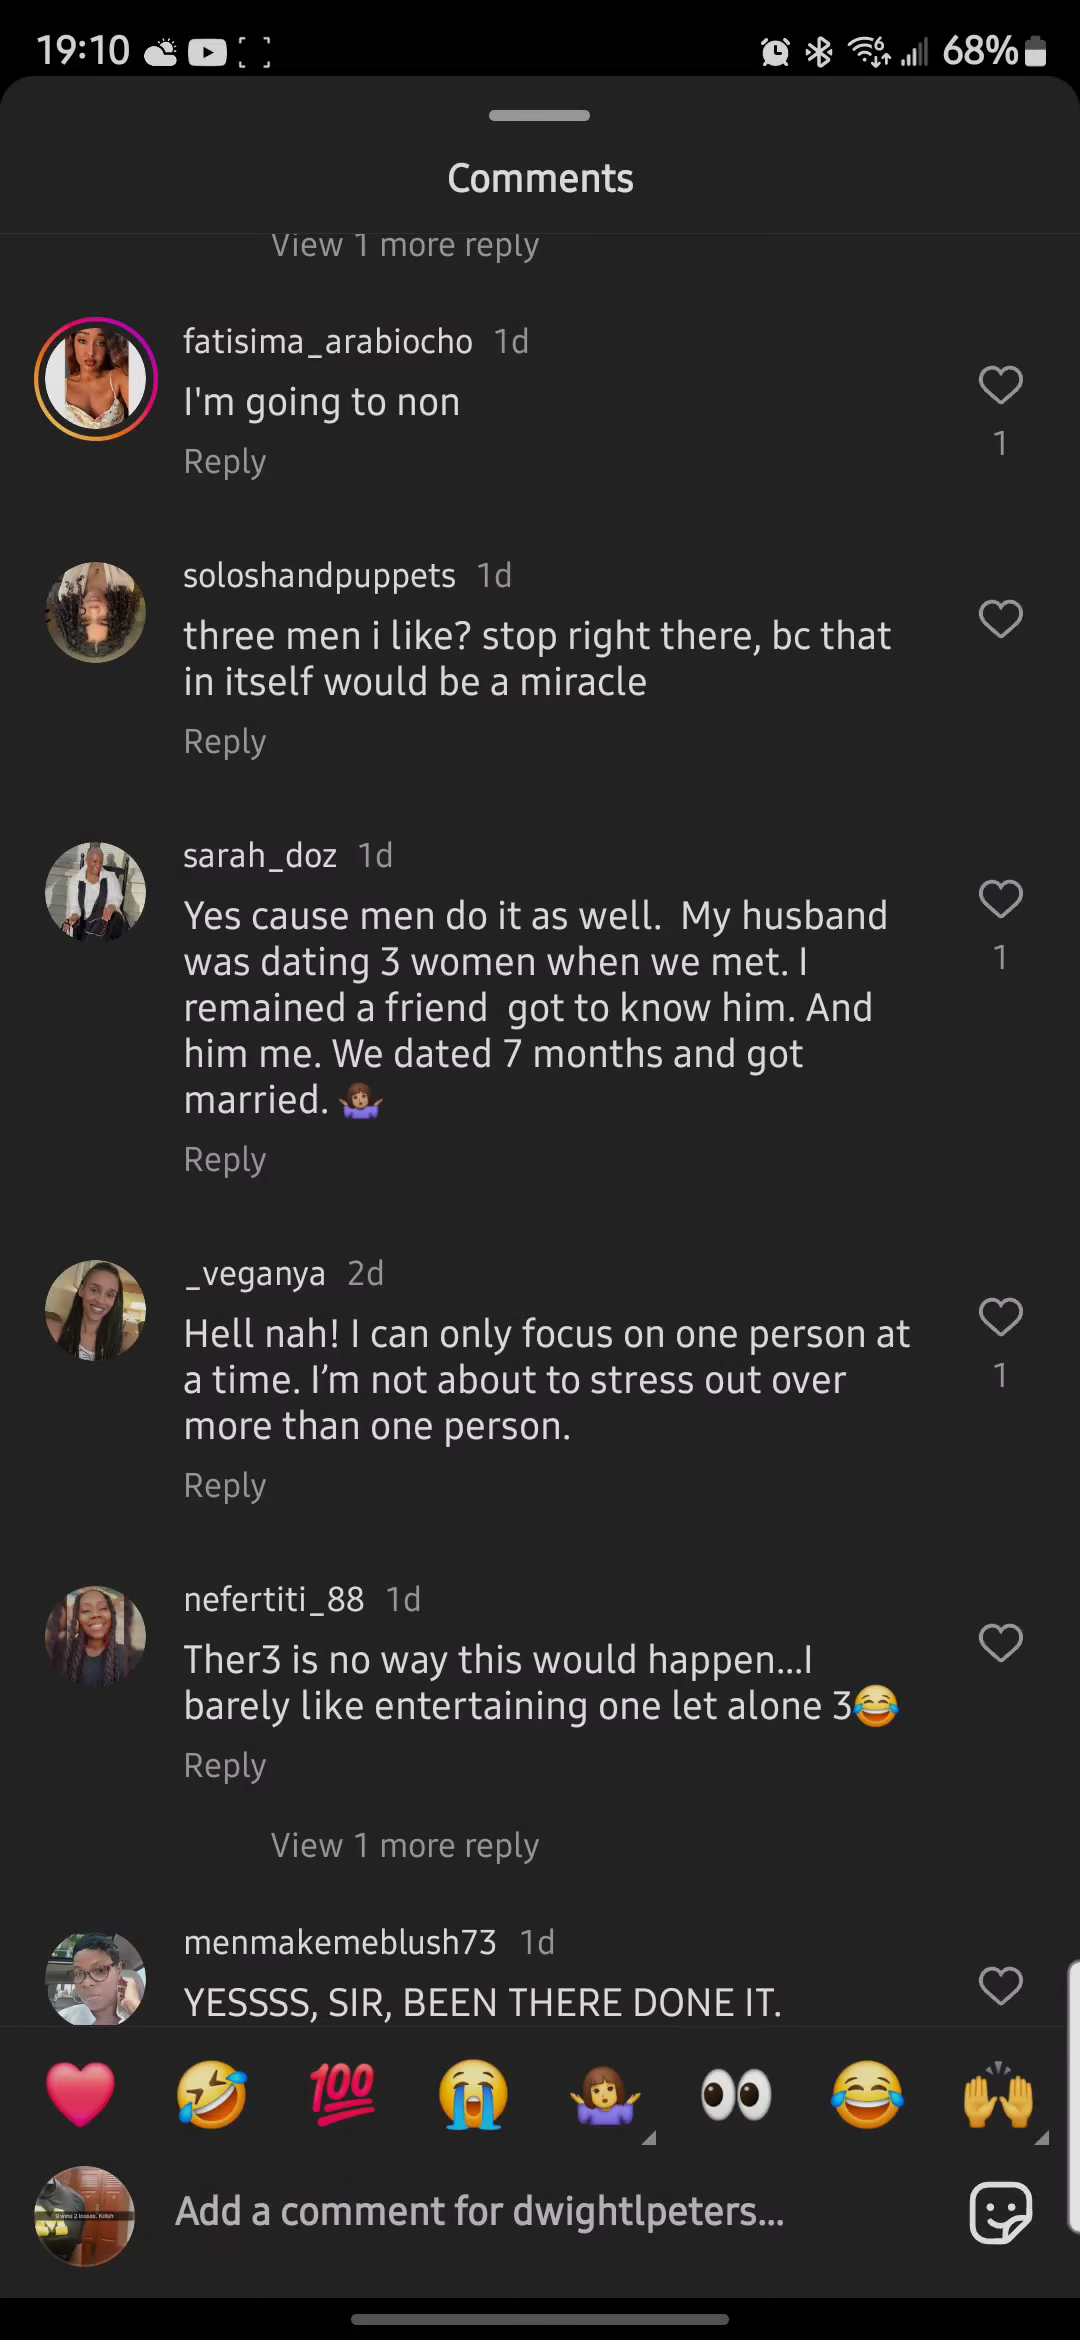 19:10
68%
Comments
View 1 more reply
fatisima_arabiocho 1d
I'm going to non
1
Reply
soloshandpuppets 1d
three men i like? stop right there, bc that
in itself would be a miracle
Reply
sarah_doz 1d
Yes cause men do it as well.  My husband
was dating 3 women when we met. I
remained a friend  got to know him. And
him me. We dated 7 months and got
married. 🤷🏽‍♀️
1
Reply
_veganya 2d
Hell nah! I can only focus on one person at
a time. I’m not about to stress out over
more than one person.
1
Reply
nefertiti_88 1d
Ther3 is no way this would happen...I
barely like entertaining one let alone 3😂
Reply
View 1 more reply
menmakemeblush73 1d
YESSSS, SIR, BEEN THERE DONE IT.
❤️ 🤣 💯 😭 🤷🏽‍♀️ 👀 😂 🙌
Add a comment for dwightlpeters...